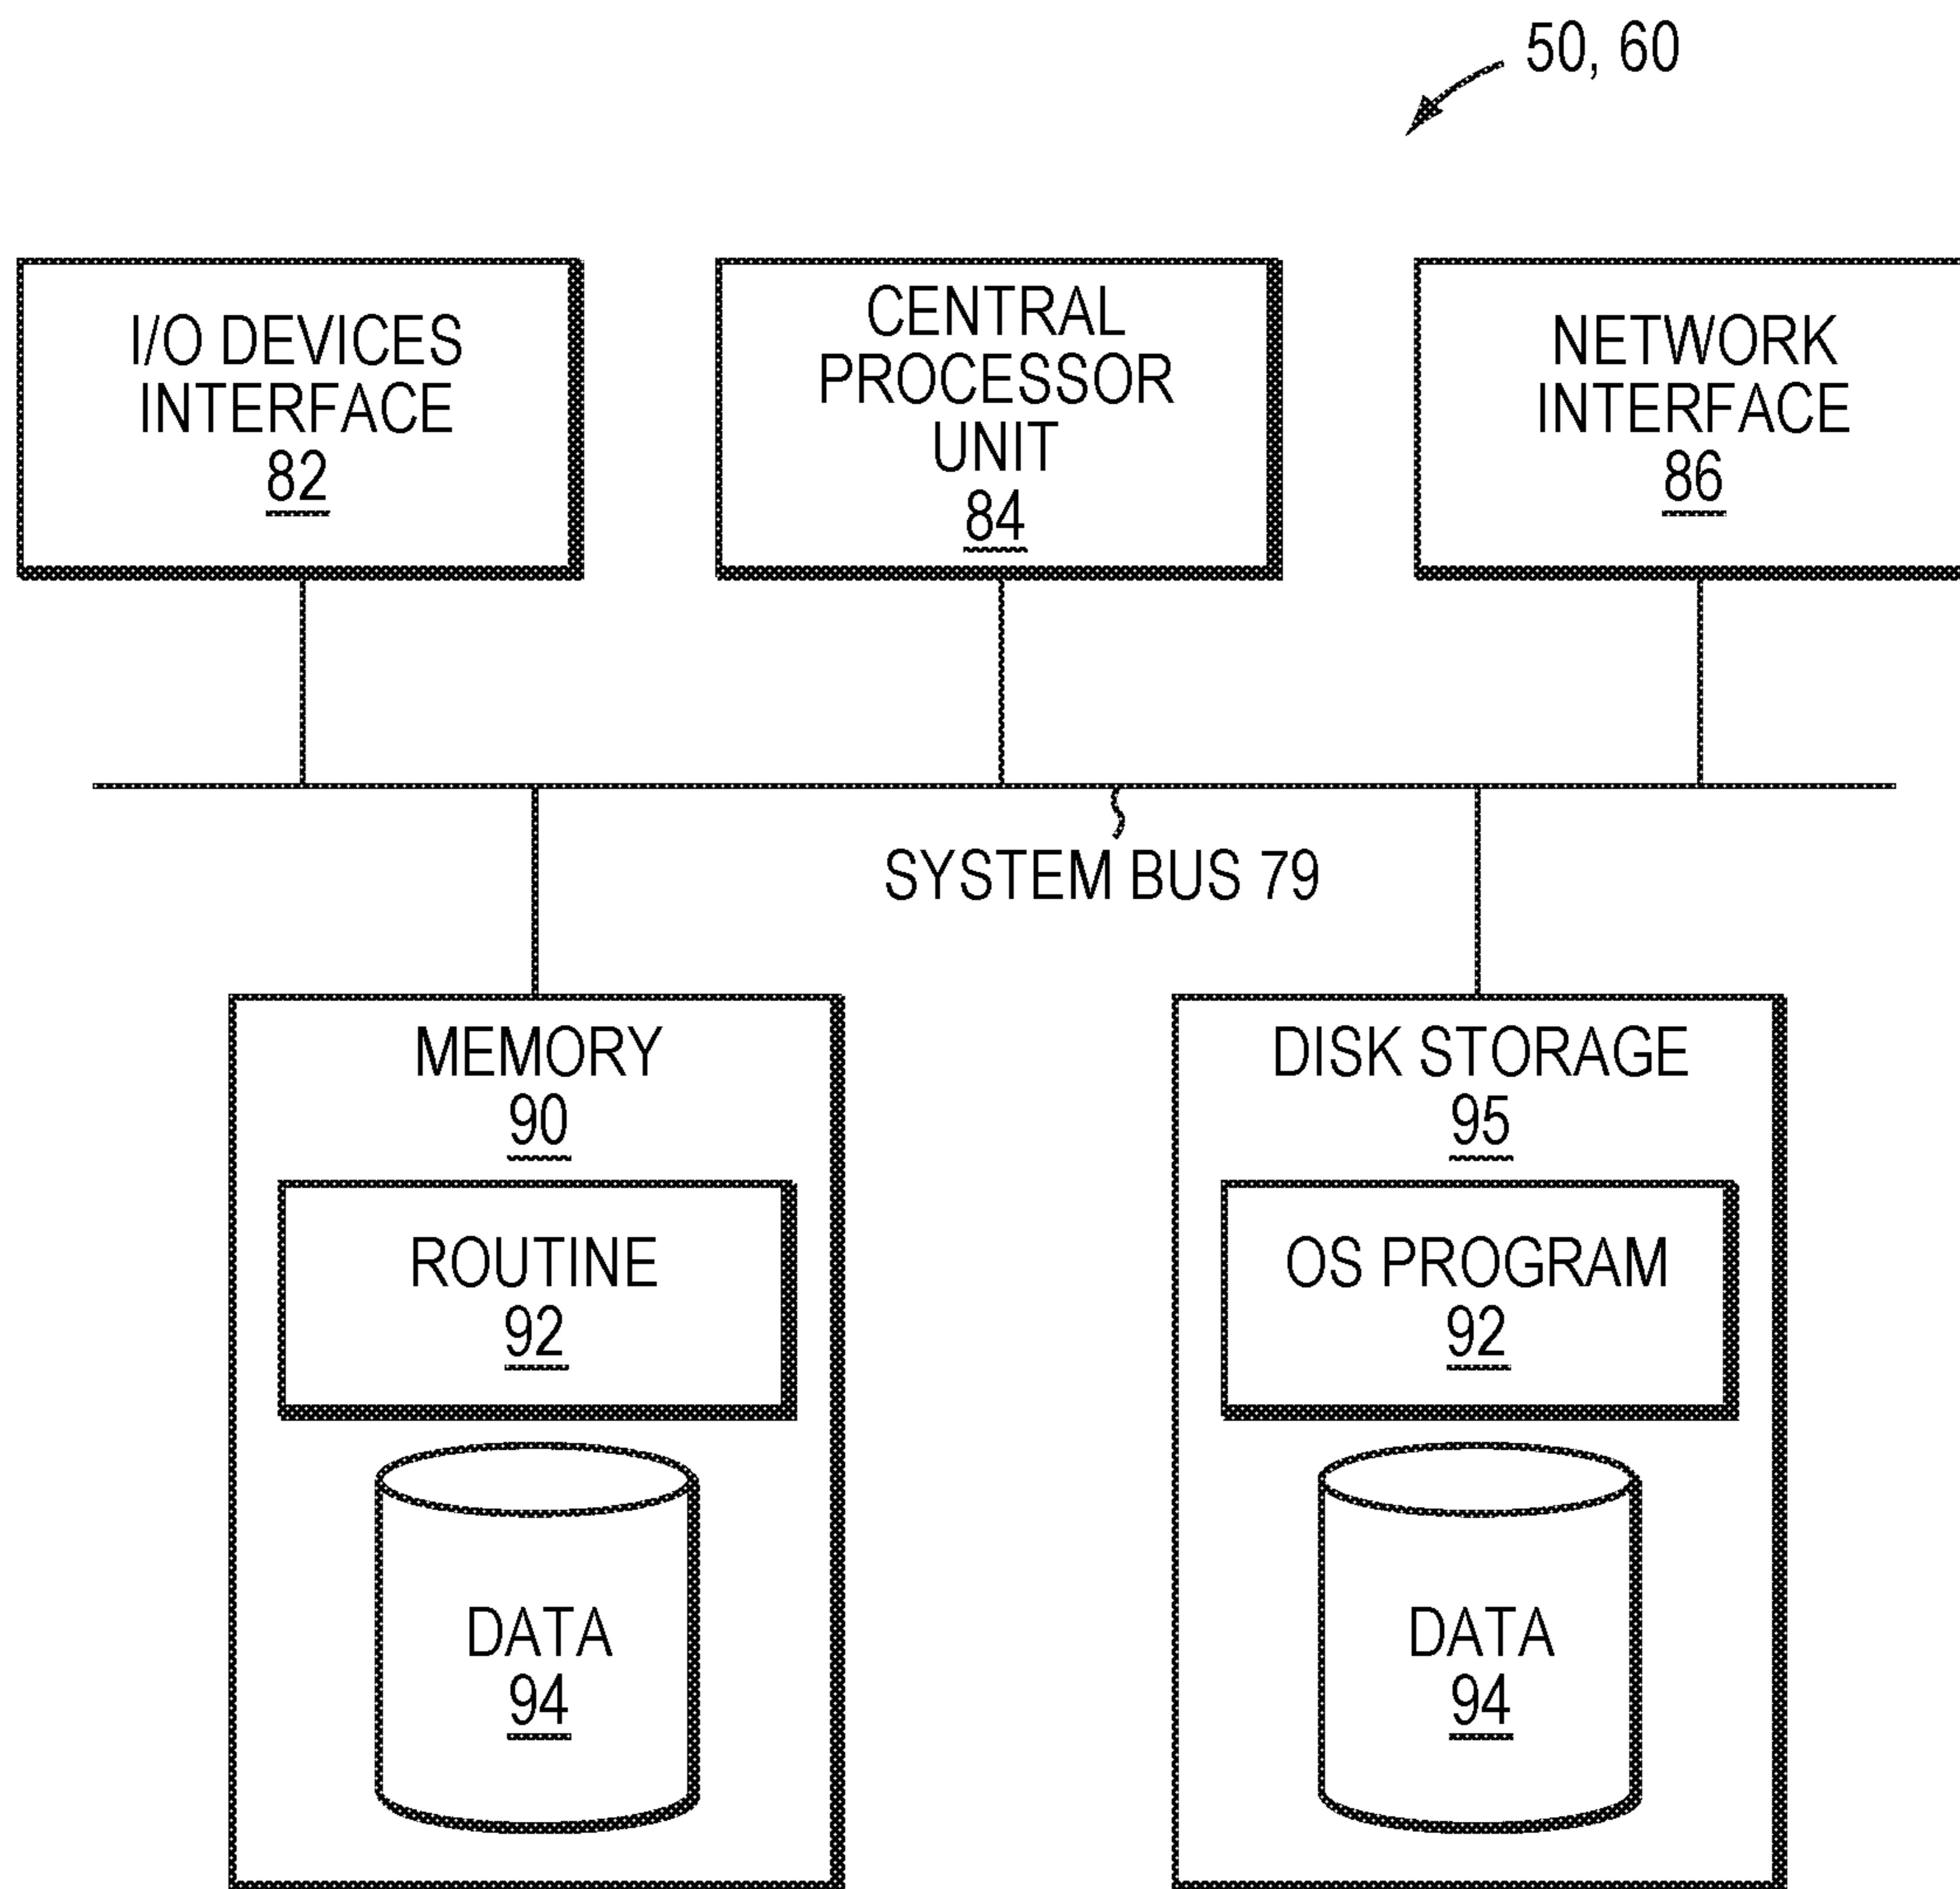 50, 60
I/O DEVICES
INTERFACE
82
CENTRAL
PROCESSOR
UNIT
84
NETWORK
INTERFACE
86
SYSTEM BUS 79
MEMORY
90
ROUTINE
92
DATA
94
DISK STORAGE
95
OS PROGRAM
92
DATA
94